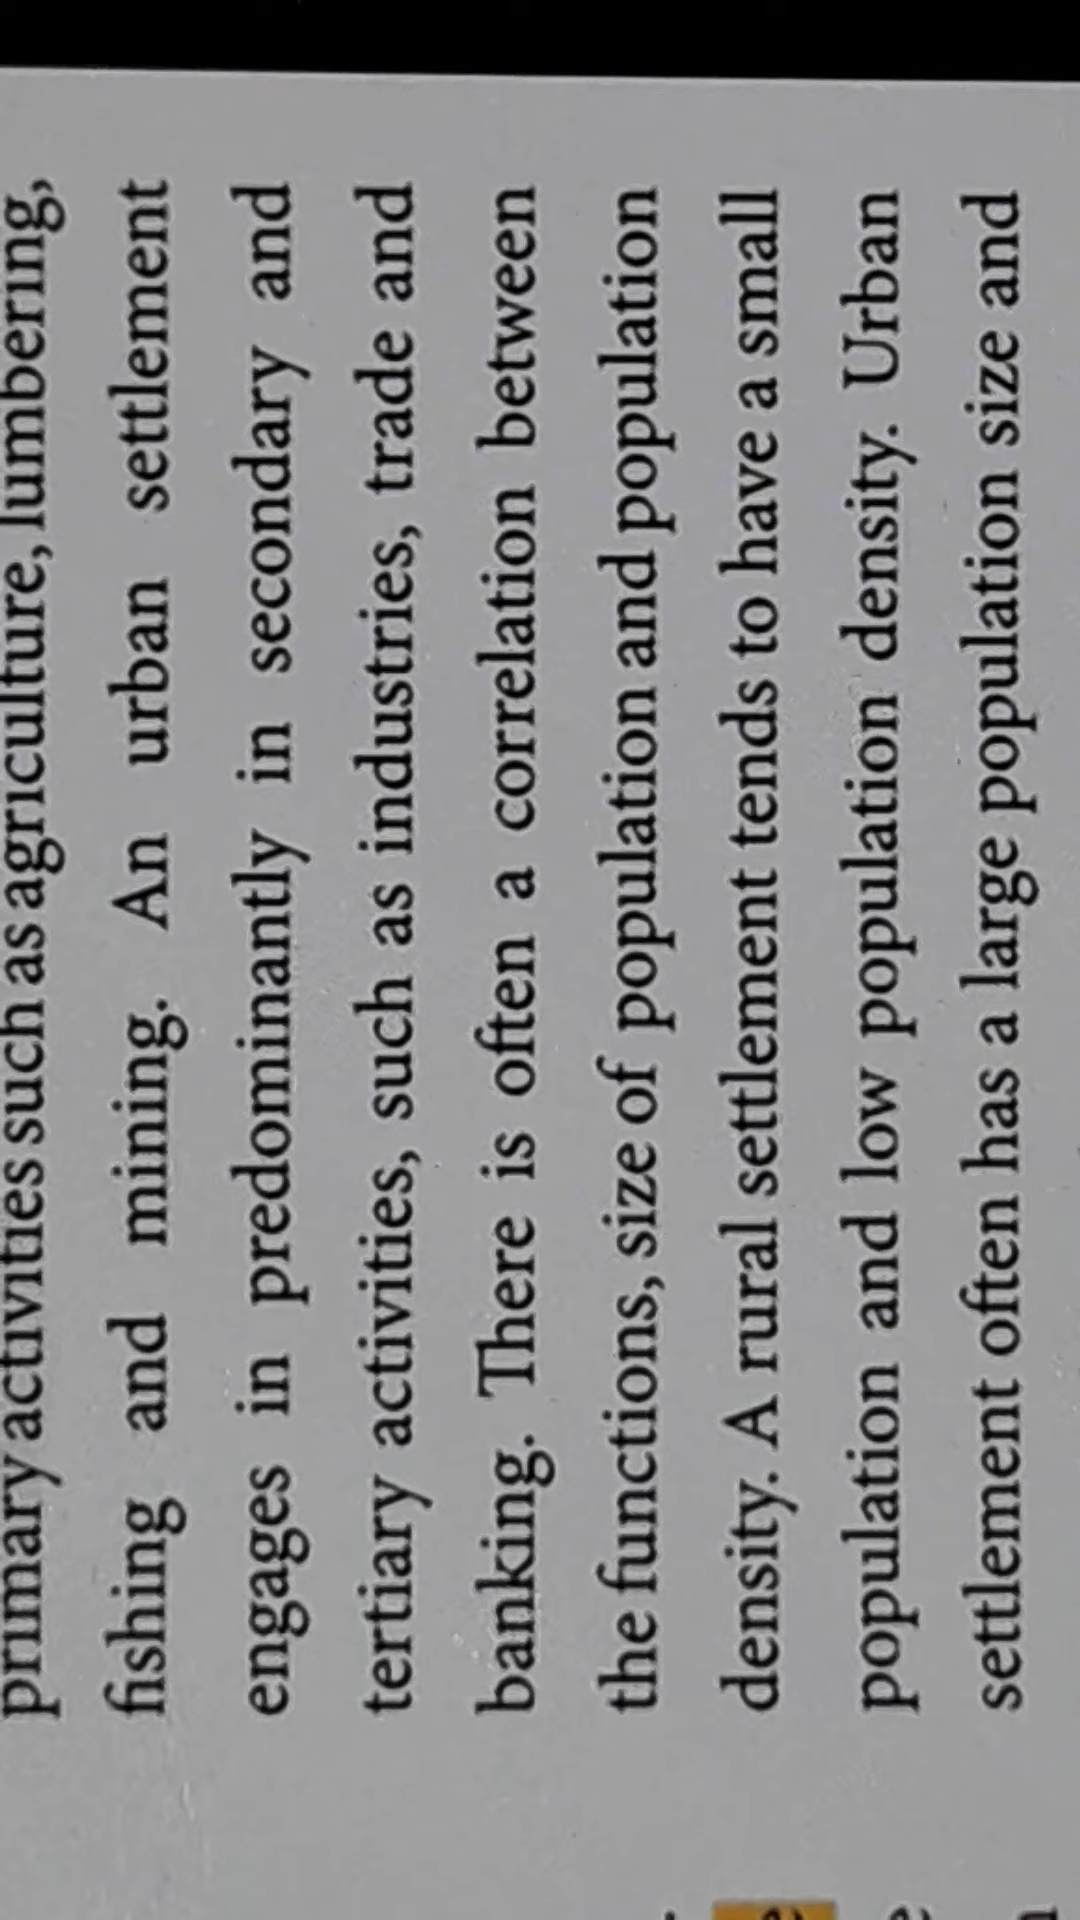 primary activities such as agriculture, lumbering,
fishing and mining. An urban settlement
engages in predominantly in secondary and
tertiary activities, such as industries, trade and
banking. There is often a correlation between
the functions, size of population and population
density. A rural settlement tends to have a small
population and low population density. Urban
settlement often has a large population size and